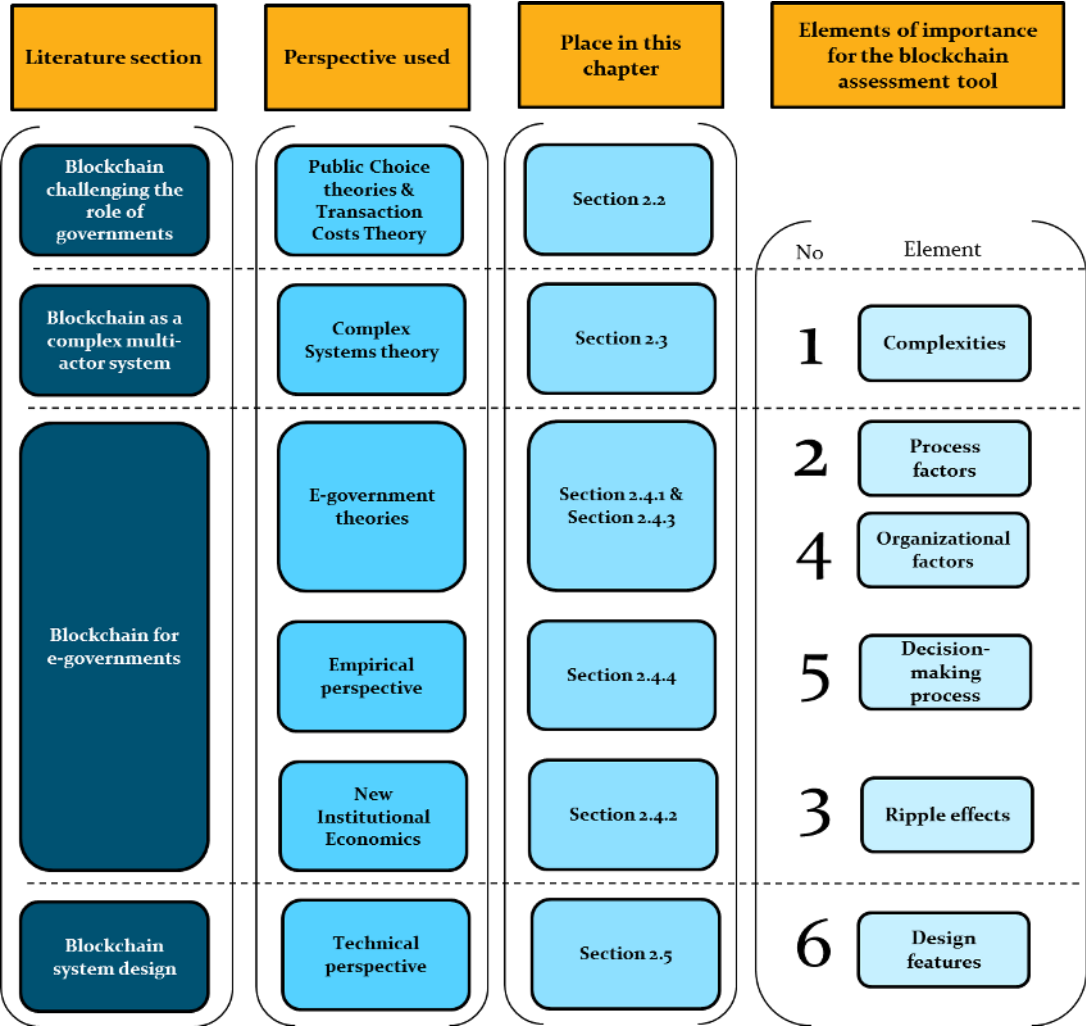 Literature section
Perspective used
Place in this
chapter
Elements of importance
for the blockchain
assessment tool
Blockchain
challenging the
role of
governments
Public Choice
theories &
Transaction
Costs Theory
Section 2.2
No
Element
Blockchain as a
complex multi-
actor system
Complex
Systems theory
Section 2.3
1
Complexities
Blockchain for
e-governments
E-government
theories
Section 2.4.1 &
Section 2.4.3
2
Process
factors
4
Organizational
factors
Empirical
perspective
Section 2.4.4
5
Decision-
making
process
New
Institutional
Economics
Section 2.4.2
3
Ripple effects
Blockchain
system design
Technical
perspective
Section 2.5
6
Design
features